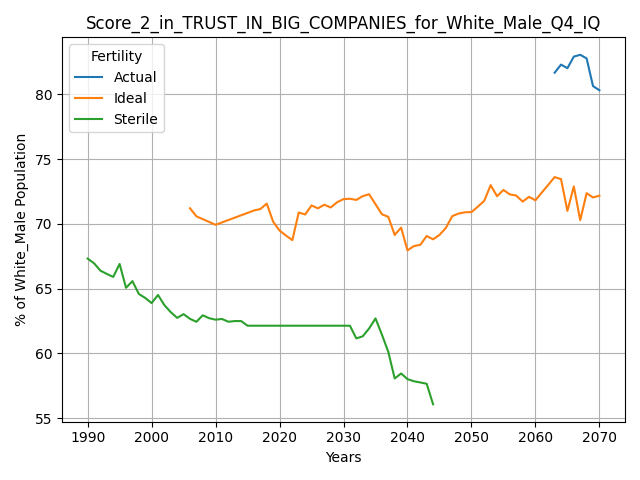 Score_2_in_TRUST_IN_BIG_COMPANIES_for_White_Male_Q4_IQ
Fertility
Actual
Ideal
Sterile
% of White_Male Population
80
75
70
65
60
55
1990 2000 2010 2020 2030 2040 2050 2060 2070
Years